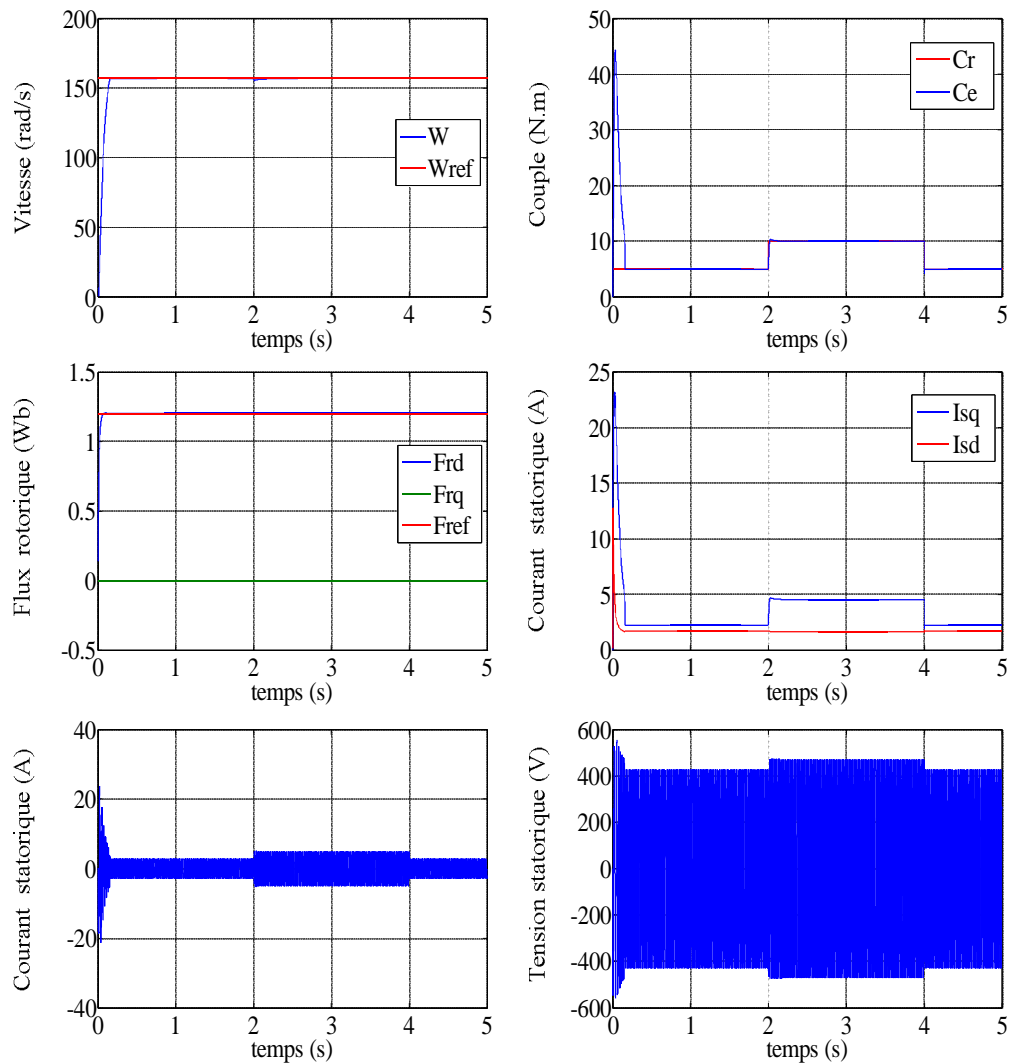 Vitesse (rad/s)
200
150
100
50
0
W
Wref
0 1 2 3 4 5
temps (s)
Couple (N.m)
50
40
30
20
10
0
Cr
Ce
0 1 2 3 4 5
temps (s)
Flux rotorique (Wb)
1.5
1
0.5
0
-0.5
Frd
Frq
Fref
0 1 2 3 4 5
temps (s)
Courant statorique (A)
25
20
15
10
5
0
Isq
Isd
0 1 2 3 4 5
temps (s)
Courant statorique (A)
40
20
0
-20
-40
0 1 2 3 4 5
temps (s)
Tension statorique (V)
600
400
200
0
-200
-400
-600
0 1 2 3 4 5
temps (s)